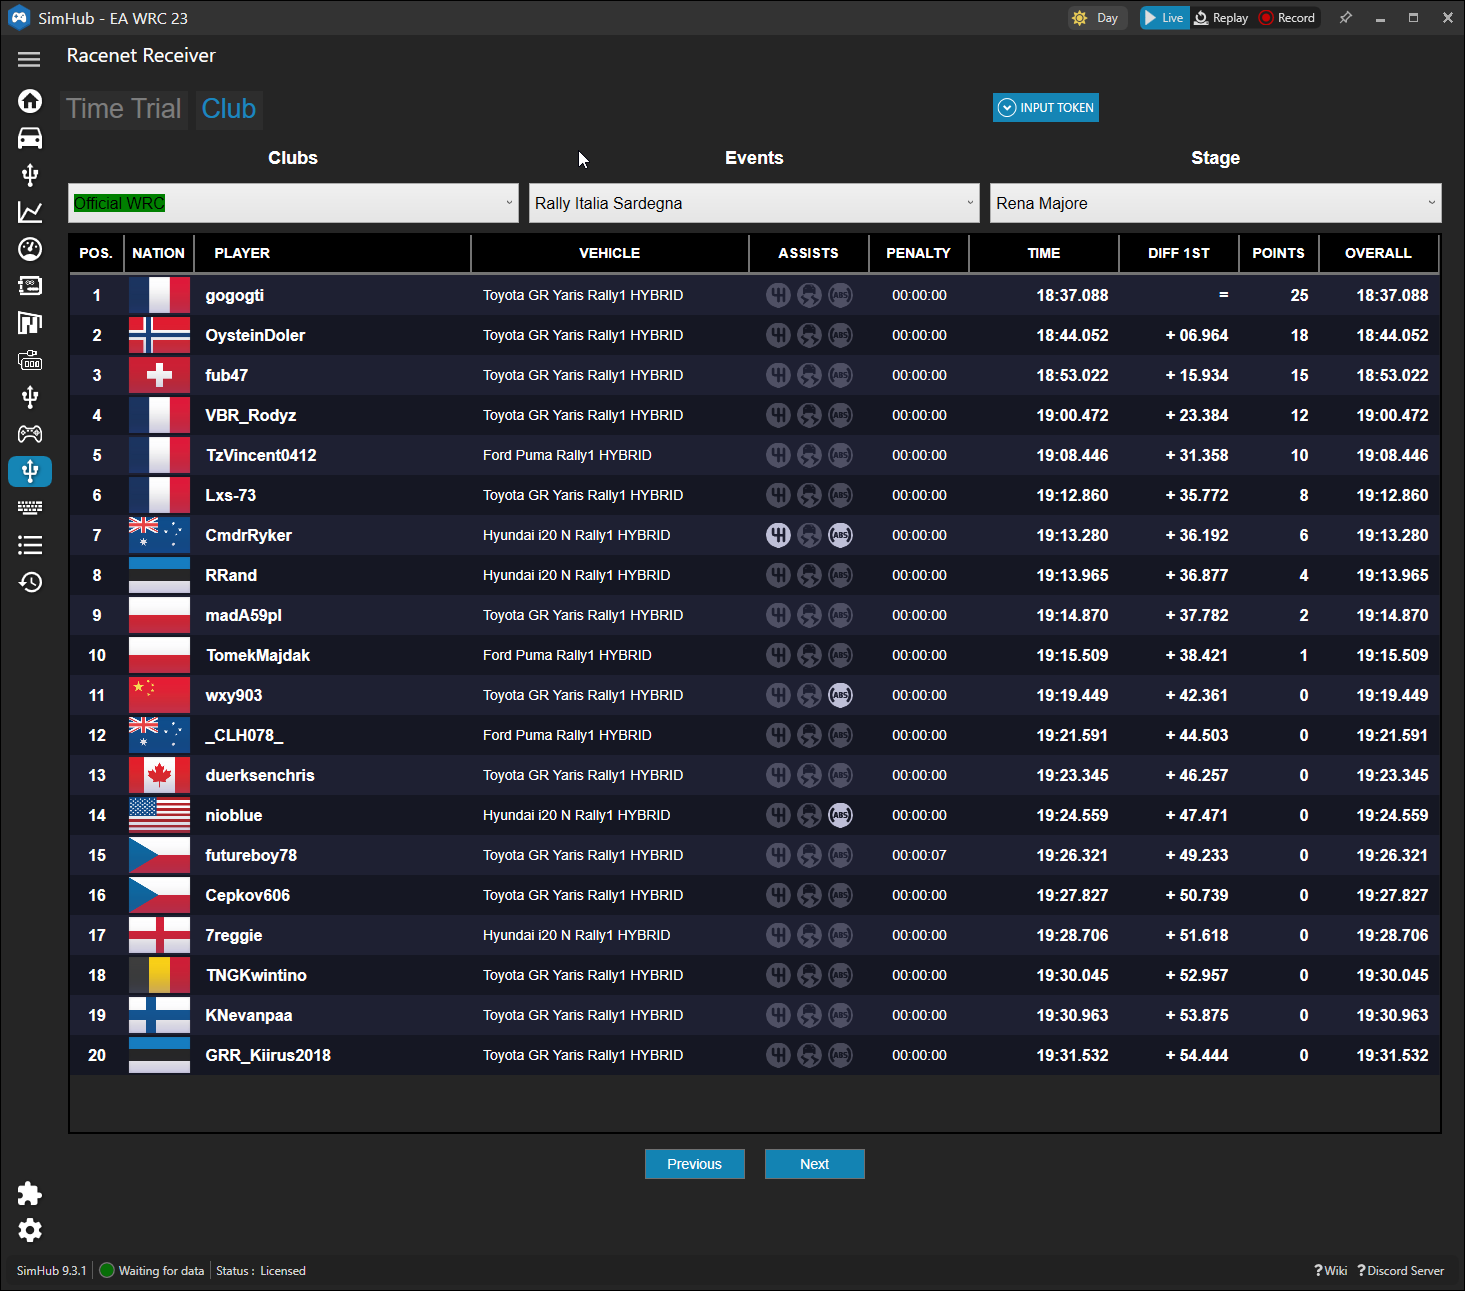 SimHub - EA WRC 23
Day Live Replay Record
Racenet Receiver
Time Trial Club INPUT TOKEN
Clubs Events Stage
Official WRC Rally Italia Sardegna Rena Majore
POS. NATION PLAYER VEHICLE ASSISTS PENALTY TIME DIFF 1ST POINTS OVERALL
1 gogogti Toyota GR Yaris Rally1 HYBRID ABS 00:00:00 18:37.088 = 25 18:37.088
2 OysteinDoler Toyota GR Yaris Rally1 HYBRID ABS 00:00:00 18:44.052 + 06.964 18 18:44.052
3 fub47 Toyota GR Yaris Rally1 HYBRID ABS 00:00:00 18:53.022 + 15.934 15 18:53.022
4 VBR_Rodyz Toyota GR Yaris Rally1 HYBRID ABS 00:00:00 19:00.472 + 23.384 12 19:00.472
5 TzVincent0412 Ford Puma Rally1 HYBRID ABS 00:00:00 19:08.446 + 31.358 10 19:08.446
6 Lxs-73 Toyota GR Yaris Rally1 HYBRID ABS 00:00:00 19:12.860 + 35.772 8 19:12.860
7 CmdrRyker Hyundai i20 N Rally1 HYBRID ABS 00:00:00 19:13.280 + 36.192 6 19:13.280
8 RRand Hyundai i20 N Rally1 HYBRID ABS 00:00:00 19:13.965 + 36.877 4 19:13.965
9 madA59pl Toyota GR Yaris Rally1 HYBRID ABS 00:00:00 19:14.870 + 37.782 2 19:14.870
10 TomekMajdak Ford Puma Rally1 HYBRID ABS 00:00:00 19:15.509 + 38.421 1 19:15.509
11 wxy903 Toyota GR Yaris Rally1 HYBRID ABS 00:00:00 19:19.449 + 42.361 0 19:19.449
12 _CLH078_ Ford Puma Rally1 HYBRID ABS 00:00:00 19:21.591 + 44.503 0 19:21.591
13 duerksenchris Toyota GR Yaris Rally1 HYBRID ABS 00:00:00 19:23.345 + 46.257 0 19:23.345
14 nioblue Hyundai i20 N Rally1 HYBRID ABS 00:00:00 19:24.559 + 47.471 0 19:24.559
15 futureboy78 Toyota GR Yaris Rally1 HYBRID ABS 00:00:07 19:26.321 + 49.233 0 19:26.321
16 Cepkov606 Toyota GR Yaris Rally1 HYBRID ABS 00:00:00 19:27.827 + 50.739 0 19:27.827
17 7reggie Hyundai i20 N Rally1 HYBRID ABS 00:00:00 19:28.706 + 51.618 0 19:28.706
18 TNGKwintino Toyota GR Yaris Rally1 HYBRID ABS 00:00:00 19:30.045 + 52.957 0 19:30.045
19 KNevanpaa Toyota GR Yaris Rally1 HYBRID ABS 00:00:00 19:30.963 + 53.875 0 19:30.963
20 GRR_Kiirus2018 Toyota GR Yaris Rally1 HYBRID ABS 00:00:00 19:31.532 + 54.444 0 19:31.532
Previous Next
SimHub 9.3.1 Waiting for data Status : Licensed ?Wiki ?Discord Server